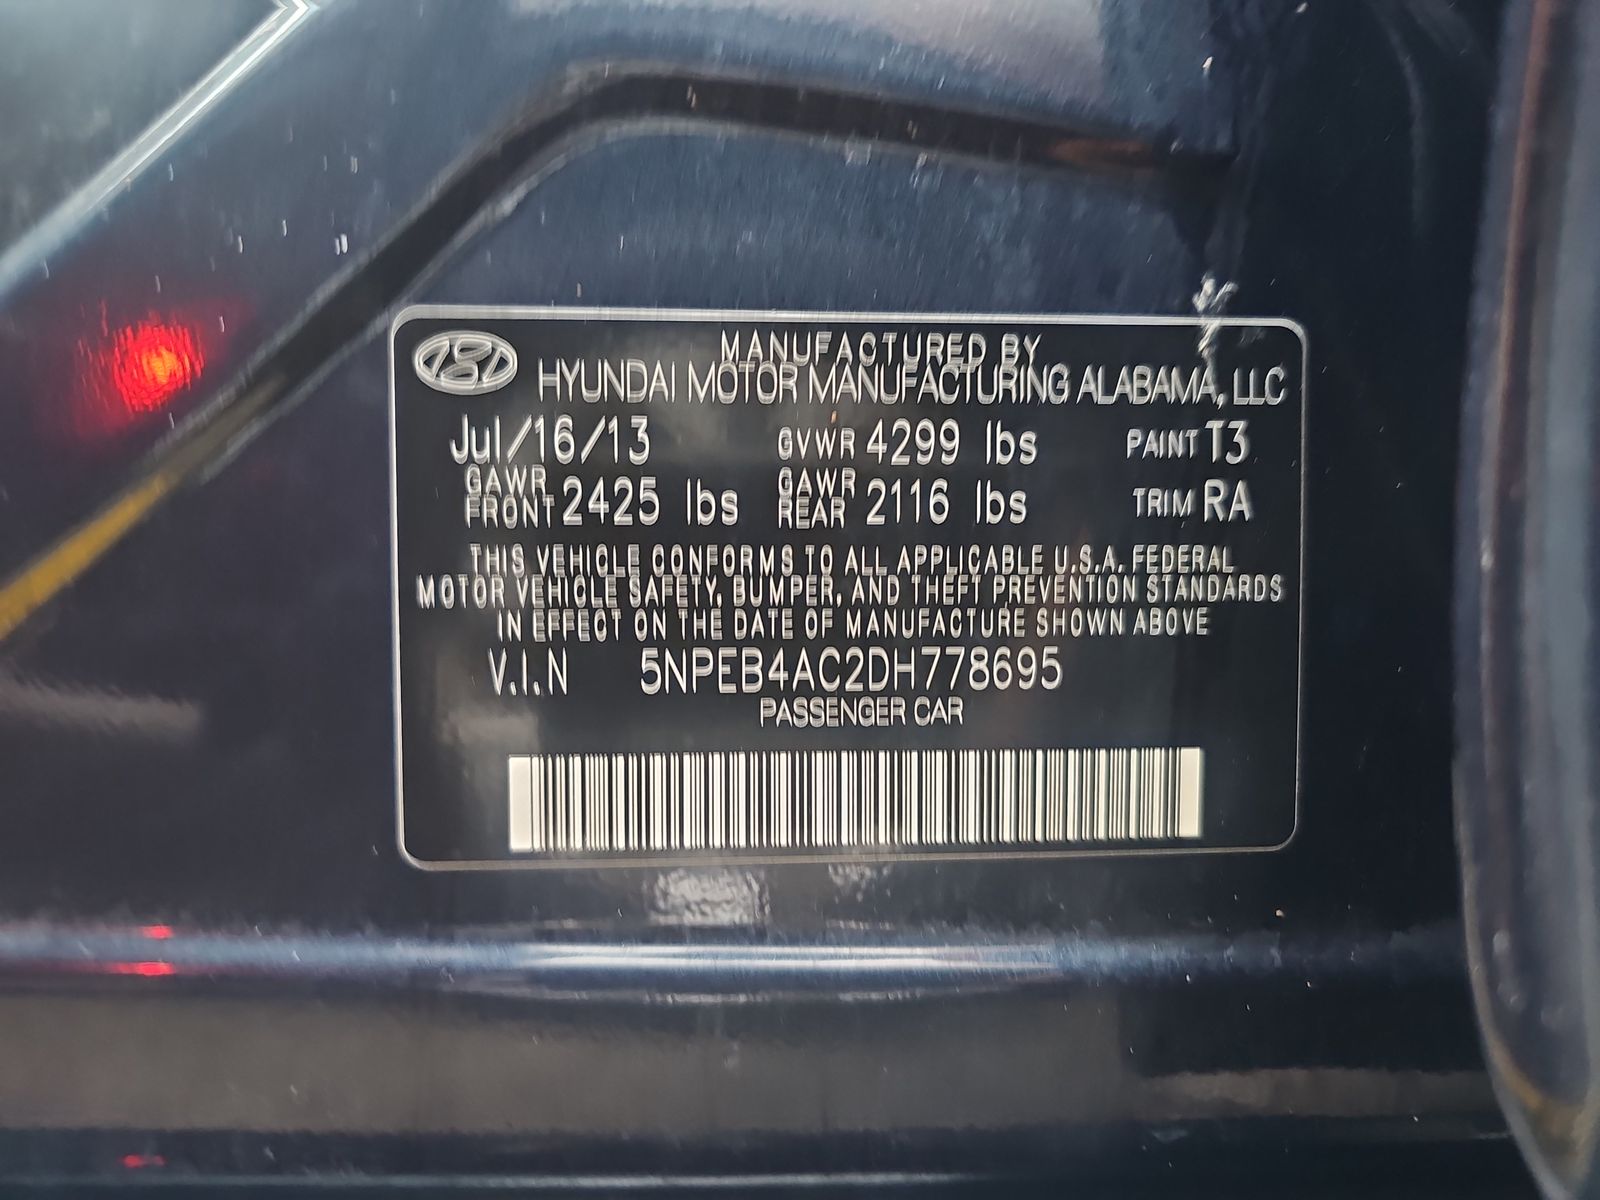 MANUFACTURED BY
HYUNDAI MOTOR MANUFACTURING ALABAMA, LLC
Jul/16/13 GVWR 4299 lbs PAINT T3
GAWR FRONT 2425 lbs GAWR REAR 2116 lbs TRIM RA
THIS VEHICLE CONFORMS TO ALL APPLICABLE U.S.A. FEDERAL
MOTOR VEHICLE SAFETY, BUMPER, AND THEFT PREVENTION STANDARDS
IN EFFECT ON THE DATE OF MANUFACTURE SHOWN ABOVE
V.I.N 5NPEB4AC2DH778695
PASSENGER CAR